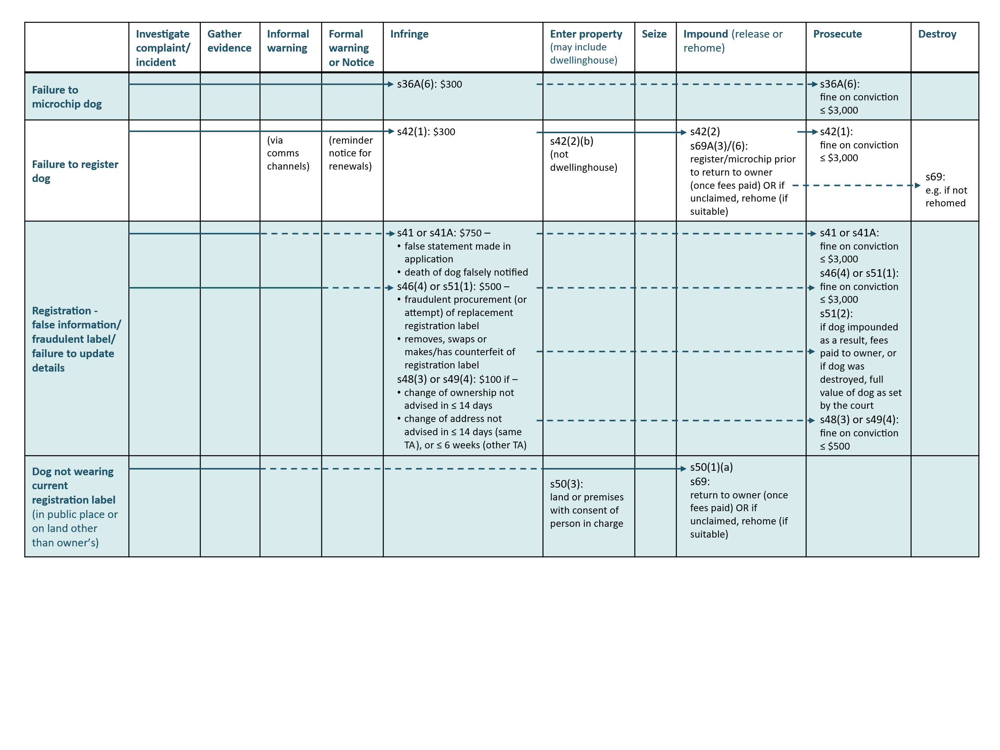 Investigate
complaint/
incident
Gather
evidence
Informal
warning
Formal
warning
or Notice
Infringe
Enter property
(may include
dwellinghouse)
Seize
Impound (release or
rehome)
Prosecute
Destroy
Failure to
microchip dog
s36A(6): $300
s36A(6):
fine on conviction
≤ $3,000
Failure to register
dog
(via
comms
channels)
(reminder
notice for
renewals)
s42(1): $300
s42(2)(b)
(not
dwellinghouse)
s42(2)
s69A(3)/(6):
register/microchip prior
to return to owner
(once fees paid) OR if
unclaimed, rehome (if
suitable)
s42(1):
fine on conviction
≤ $3,000
s69:
e.g. if not
rehomed
Registration -
false information/
fraudulent label/
failure to update
details
s41 or s41A: $750 –
• false statement made in
application
• death of dog falsely notified
s46(4) or s51(1): $500 –
• fraudulent procurement (or
attempt) of replacement
registration label
• removes, swaps or
makes/has counterfeit of
registration label
s48(3) or s49(4): $100 if –
• change of ownership not
advised in ≤ 14 days
• change of address not
advised in ≤ 14 days (same
TA), or ≤ 6 weeks (other TA)
s41 or s41A:
fine on conviction
≤ $3,000
s46(4) or s51(1):
fine on conviction
≤ $3,000
s51(2):
if dog impounded
as a result, fees
paid to owner, or
if dog was
destroyed, full
value of dog as set
by the court
s48(3) or s49(4):
fine on conviction
≤ $500
Dog not wearing
current
registration label
(in public place or
on land other
than owner’s)
s50(3):
land or premises
with consent of
person in charge
s50(1)(a)
s69:
return to owner (once
fees paid) OR if
unclaimed, rehome (if
suitable)